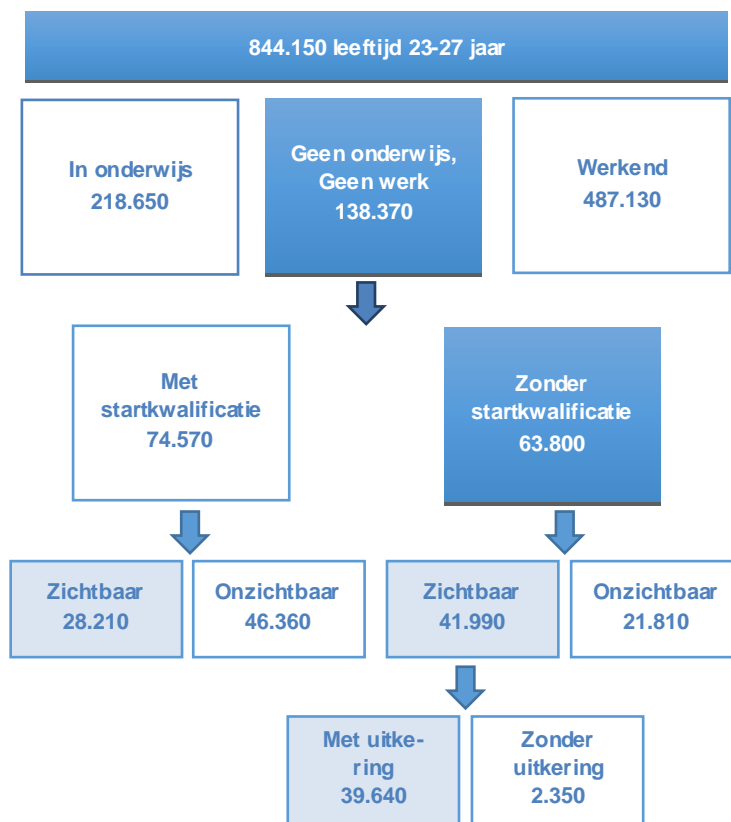 844.150 leeftijd 23-27 jaar
In onderwijs
218.650
Geen onderwijs,
Geen werk
138.370
Werkend
487.130
Met
startkwalificatie
74.570
Zonder
startkwalificatie
63.800
Zichtbaar
28.210
Onzichtbaar
46.360
Zichtbaar
41.990
Onzichtbaar
21.810
Met uitke-
ring
39.640
Zonder
uitkering
2.350